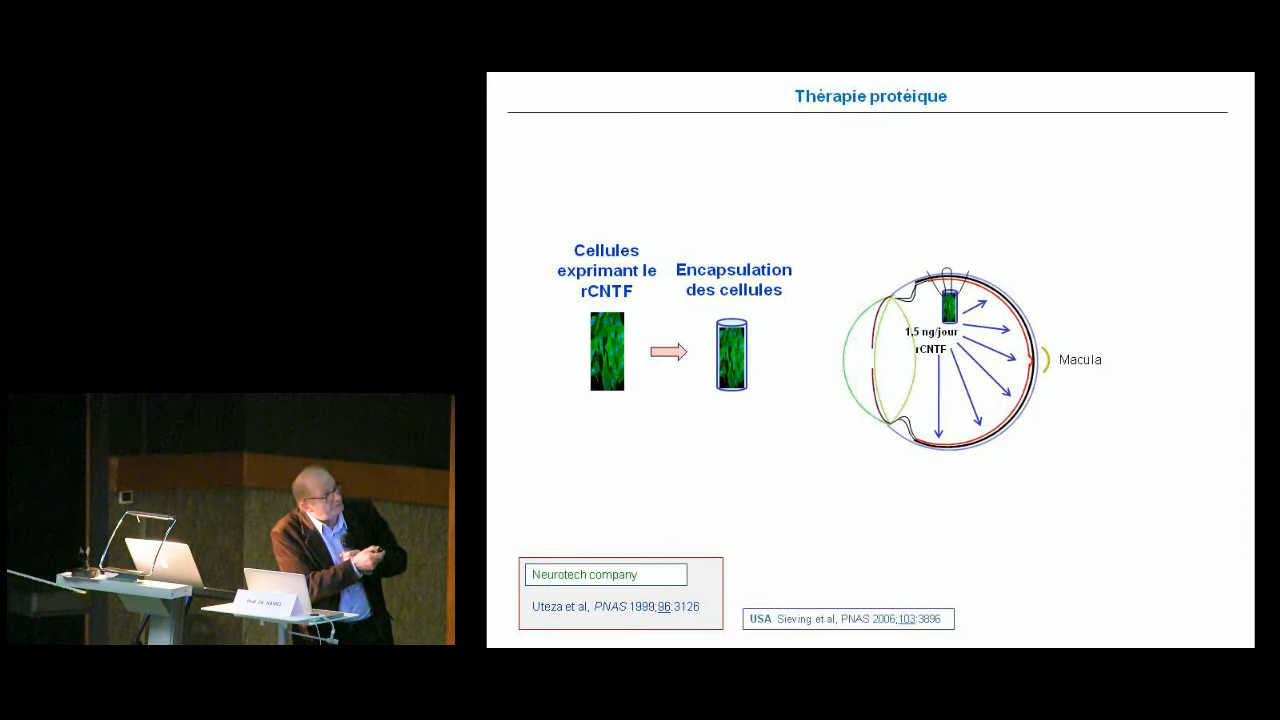 Thérapie protéique
Cellules
exprimant le
rCNTF
Encapsulation
des cellules
1,5 ng/jour
rCNTF
Macula
Neurotech company
Uteza et al, PNAS 1999;96:3126
USA Sieving et al, PNAS 2006;103:3896